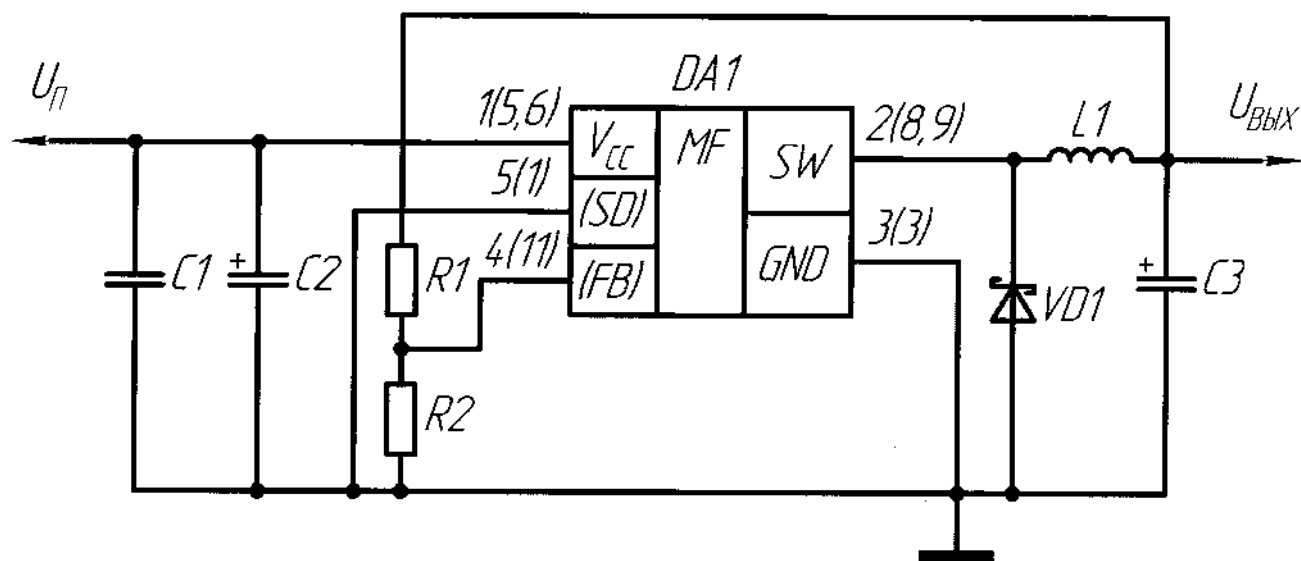 DA1
U_П
1(5,6)
2(8,9)
L1
U_ВЫХ
V_CC
MF
SW
5(1)
(SD)
3(3)
4(11)
(FB)
GND
C1
+
C2
R1
VD1
+
C3
R2